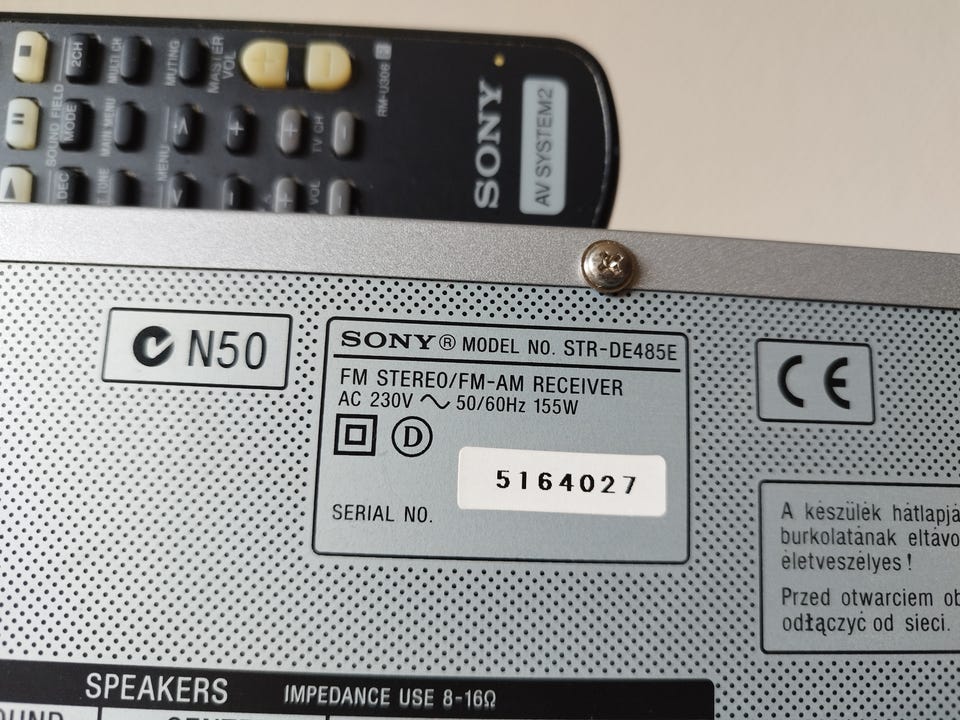 2CH
MULTI CH
MUTING
MASTER
VOL
+
−
RM-U306
SOUND FIELD
MODE
MAIN MENU
MENU
+
+
TV CH
−
TUNE
−
+
VOL
−
SONY
AV SYSTEM2
N50
SONY® MODEL NO. STR-DE485E
FM STEREO/FM-AM RECEIVER
AC 230V ~ 50/60Hz 155W
D
5164027
SERIAL NO.
CE
A készülék hátlapjá
burkolatának eltávo
életveszélyes!
Przed otwarciem ob
odłączyć od sieci.
SPEAKERS IMPEDANCE USE 8-16Ω